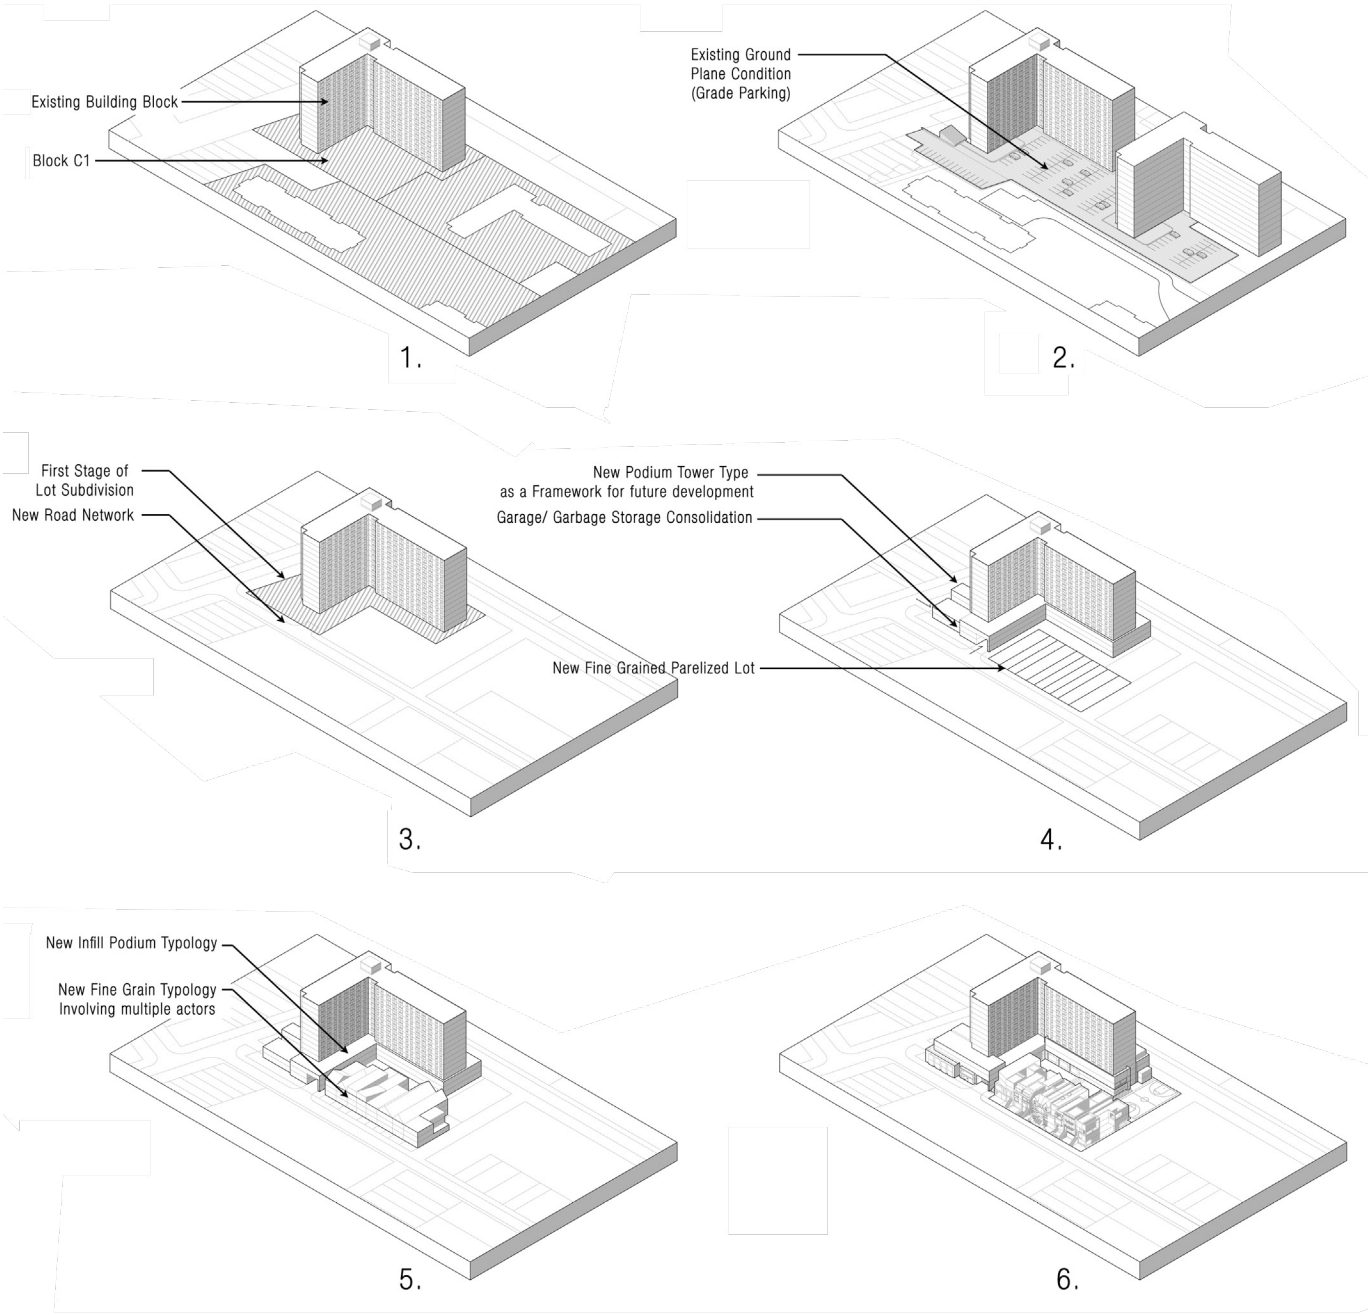 Existing Building Block
Block C1
1.
Existing Ground
Plane Condition
(Grade Parking)
2.
First Stage of
Lot Subdivision
New Road Network
3.
New Podium Tower Type
as a Framework for future development
Garage/ Garbage Storage Consolidation
New Fine Grained Parelized Lot
4.
New Infill Podium Typology
New Fine Grain Typology
Involving multiple actors
5.
6.